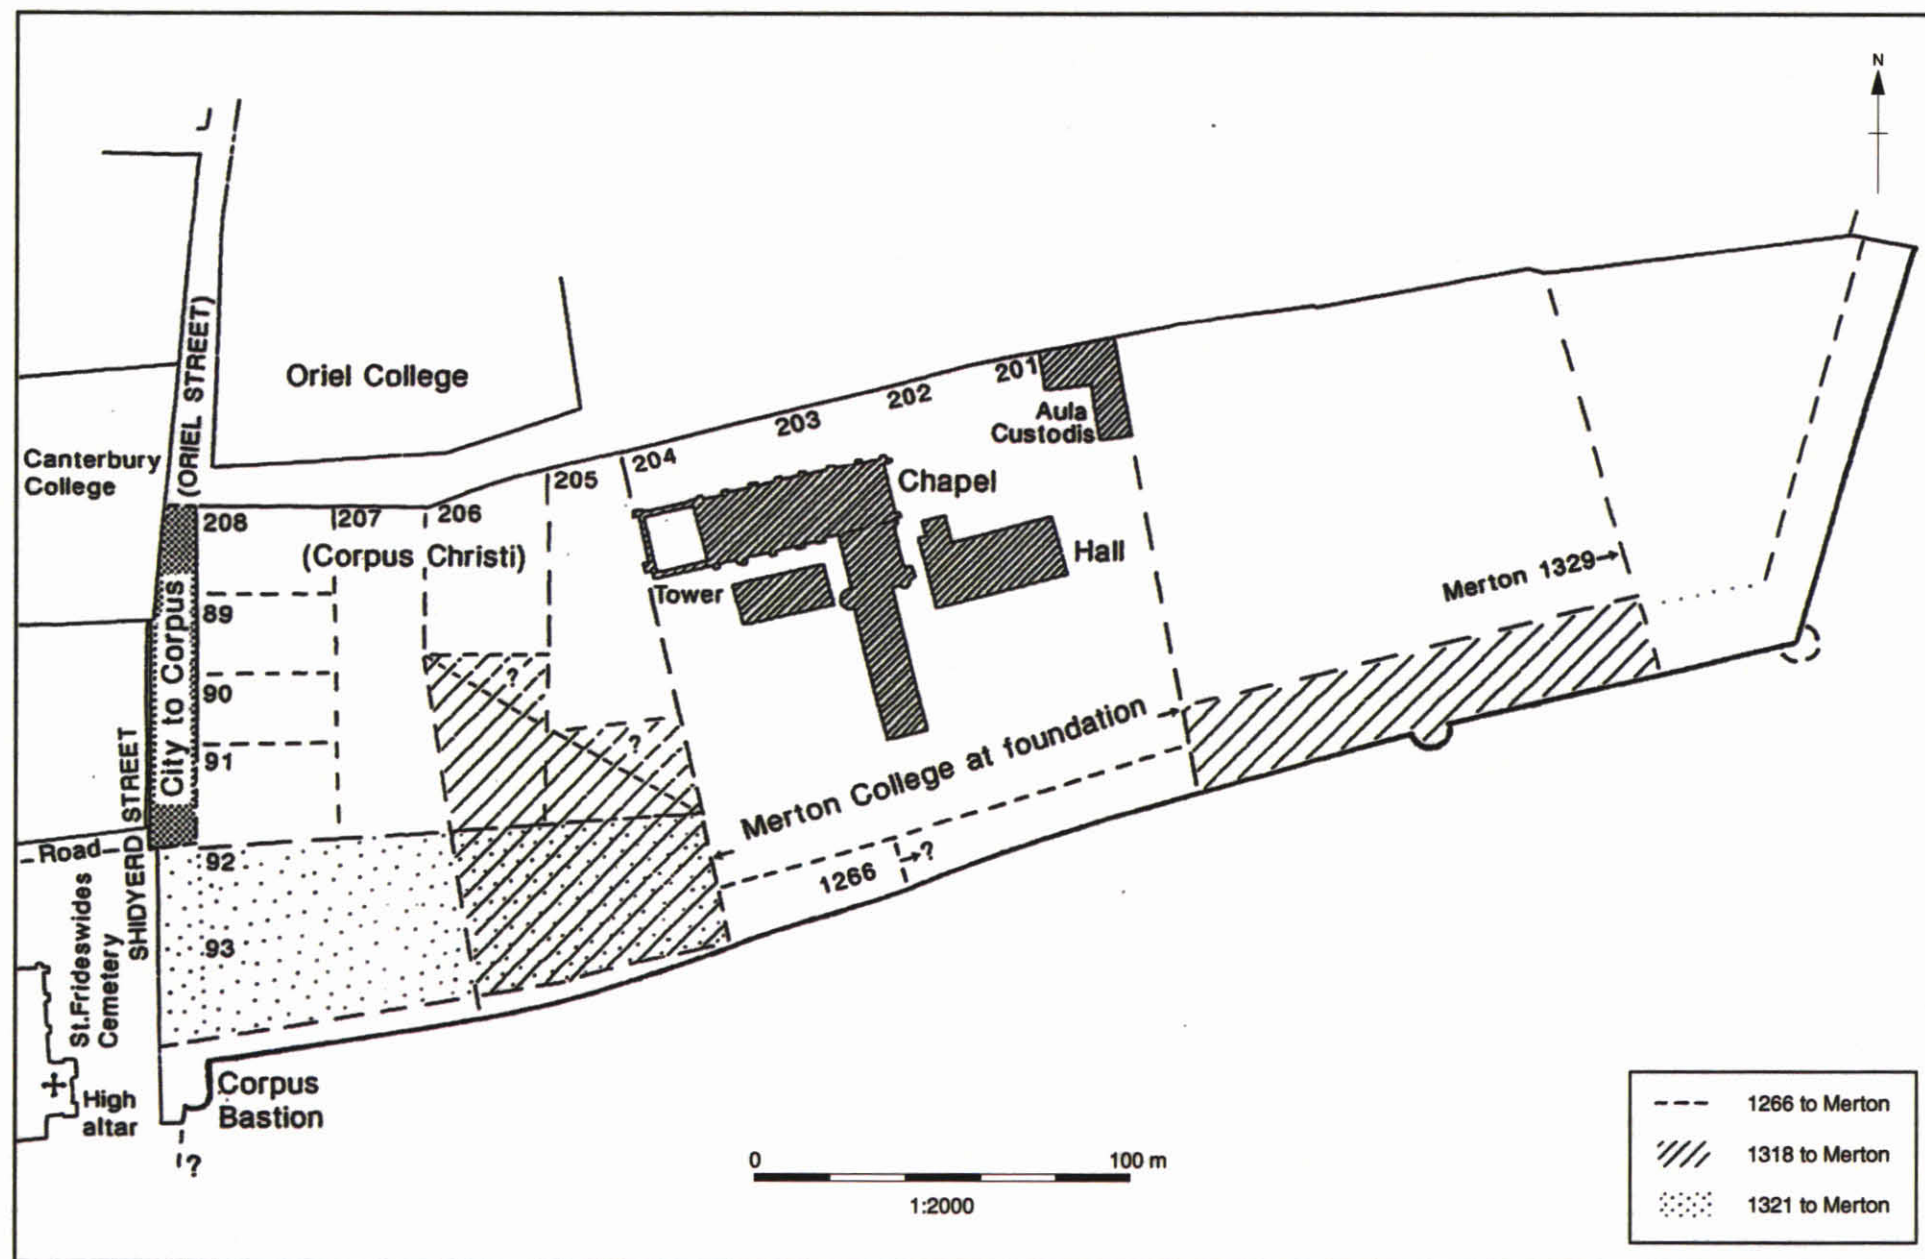 N
(ORIEL STREET)
Oriel College
Canterbury
College
201
202
203
204
205
206
207
208
Aula
Custodis
Chapel
Hall
Tower
(Corpus Christi)
City to Corpus
89
90
91
92
93
Merton 1329
Merton College at foundation
1266
?
?
?
SHIDYERD STREET
Road
St.Frideswides
Cemetery
High
altar
Corpus
Bastion
?
0
100 m
1:2000
1266 to Merton
1318 to Merton
1321 to Merton